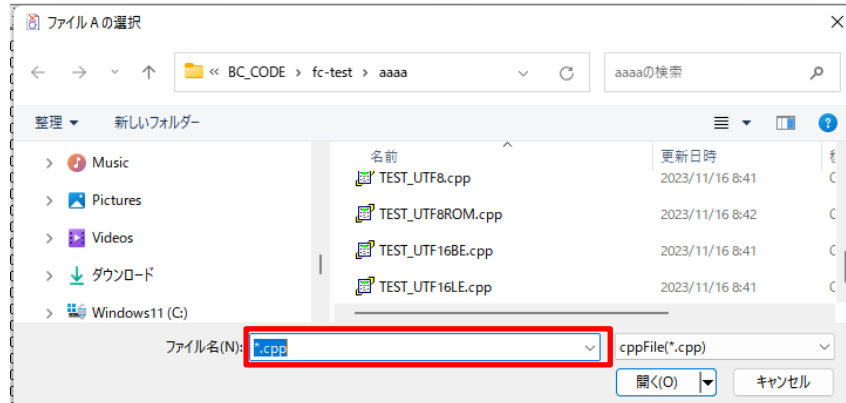 ファイル A の選択
« BC_CODE › fc-test › aaaa
aaaaの検索
整理 新しいフォルダー
Music
Pictures
Videos
ダウンロード
Windows11 (C:)
名前 更新日時
TEST_UTF8.cpp 2023/11/16 8:41
TEST_UTF8ROM.cpp 2023/11/16 8:42
TEST_UTF16BE.cpp 2023/11/16 8:41
TEST_UTF16LE.cpp 2023/11/16 8:41
ファイル名(N): *.cpp cppFile(*.cpp)
開く(O) キャンセル